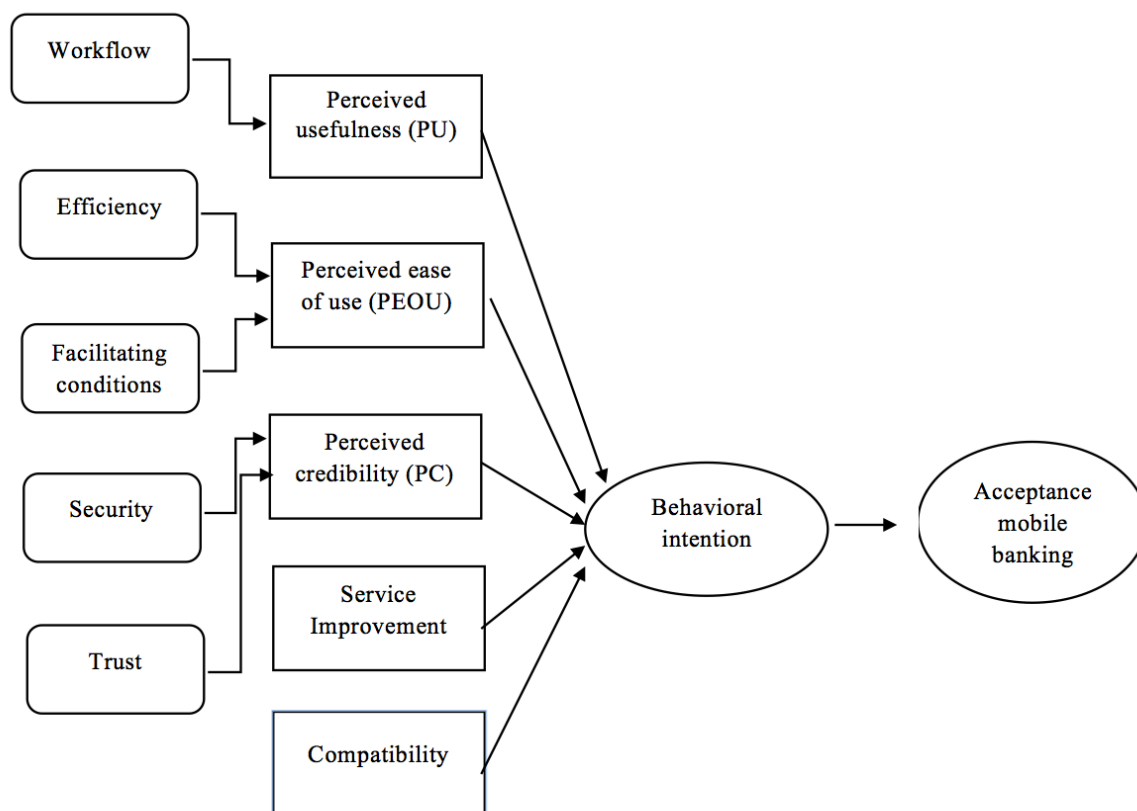 Workflow
Perceived
usefulness (PU)
Efficiency
Perceived ease
of use (PEOU)
Facilitating
conditions
Perceived
credibility (PC)
Security
Behavioral
intention
Acceptance
mobile
banking
Service
Improvement
Trust
Compatibility